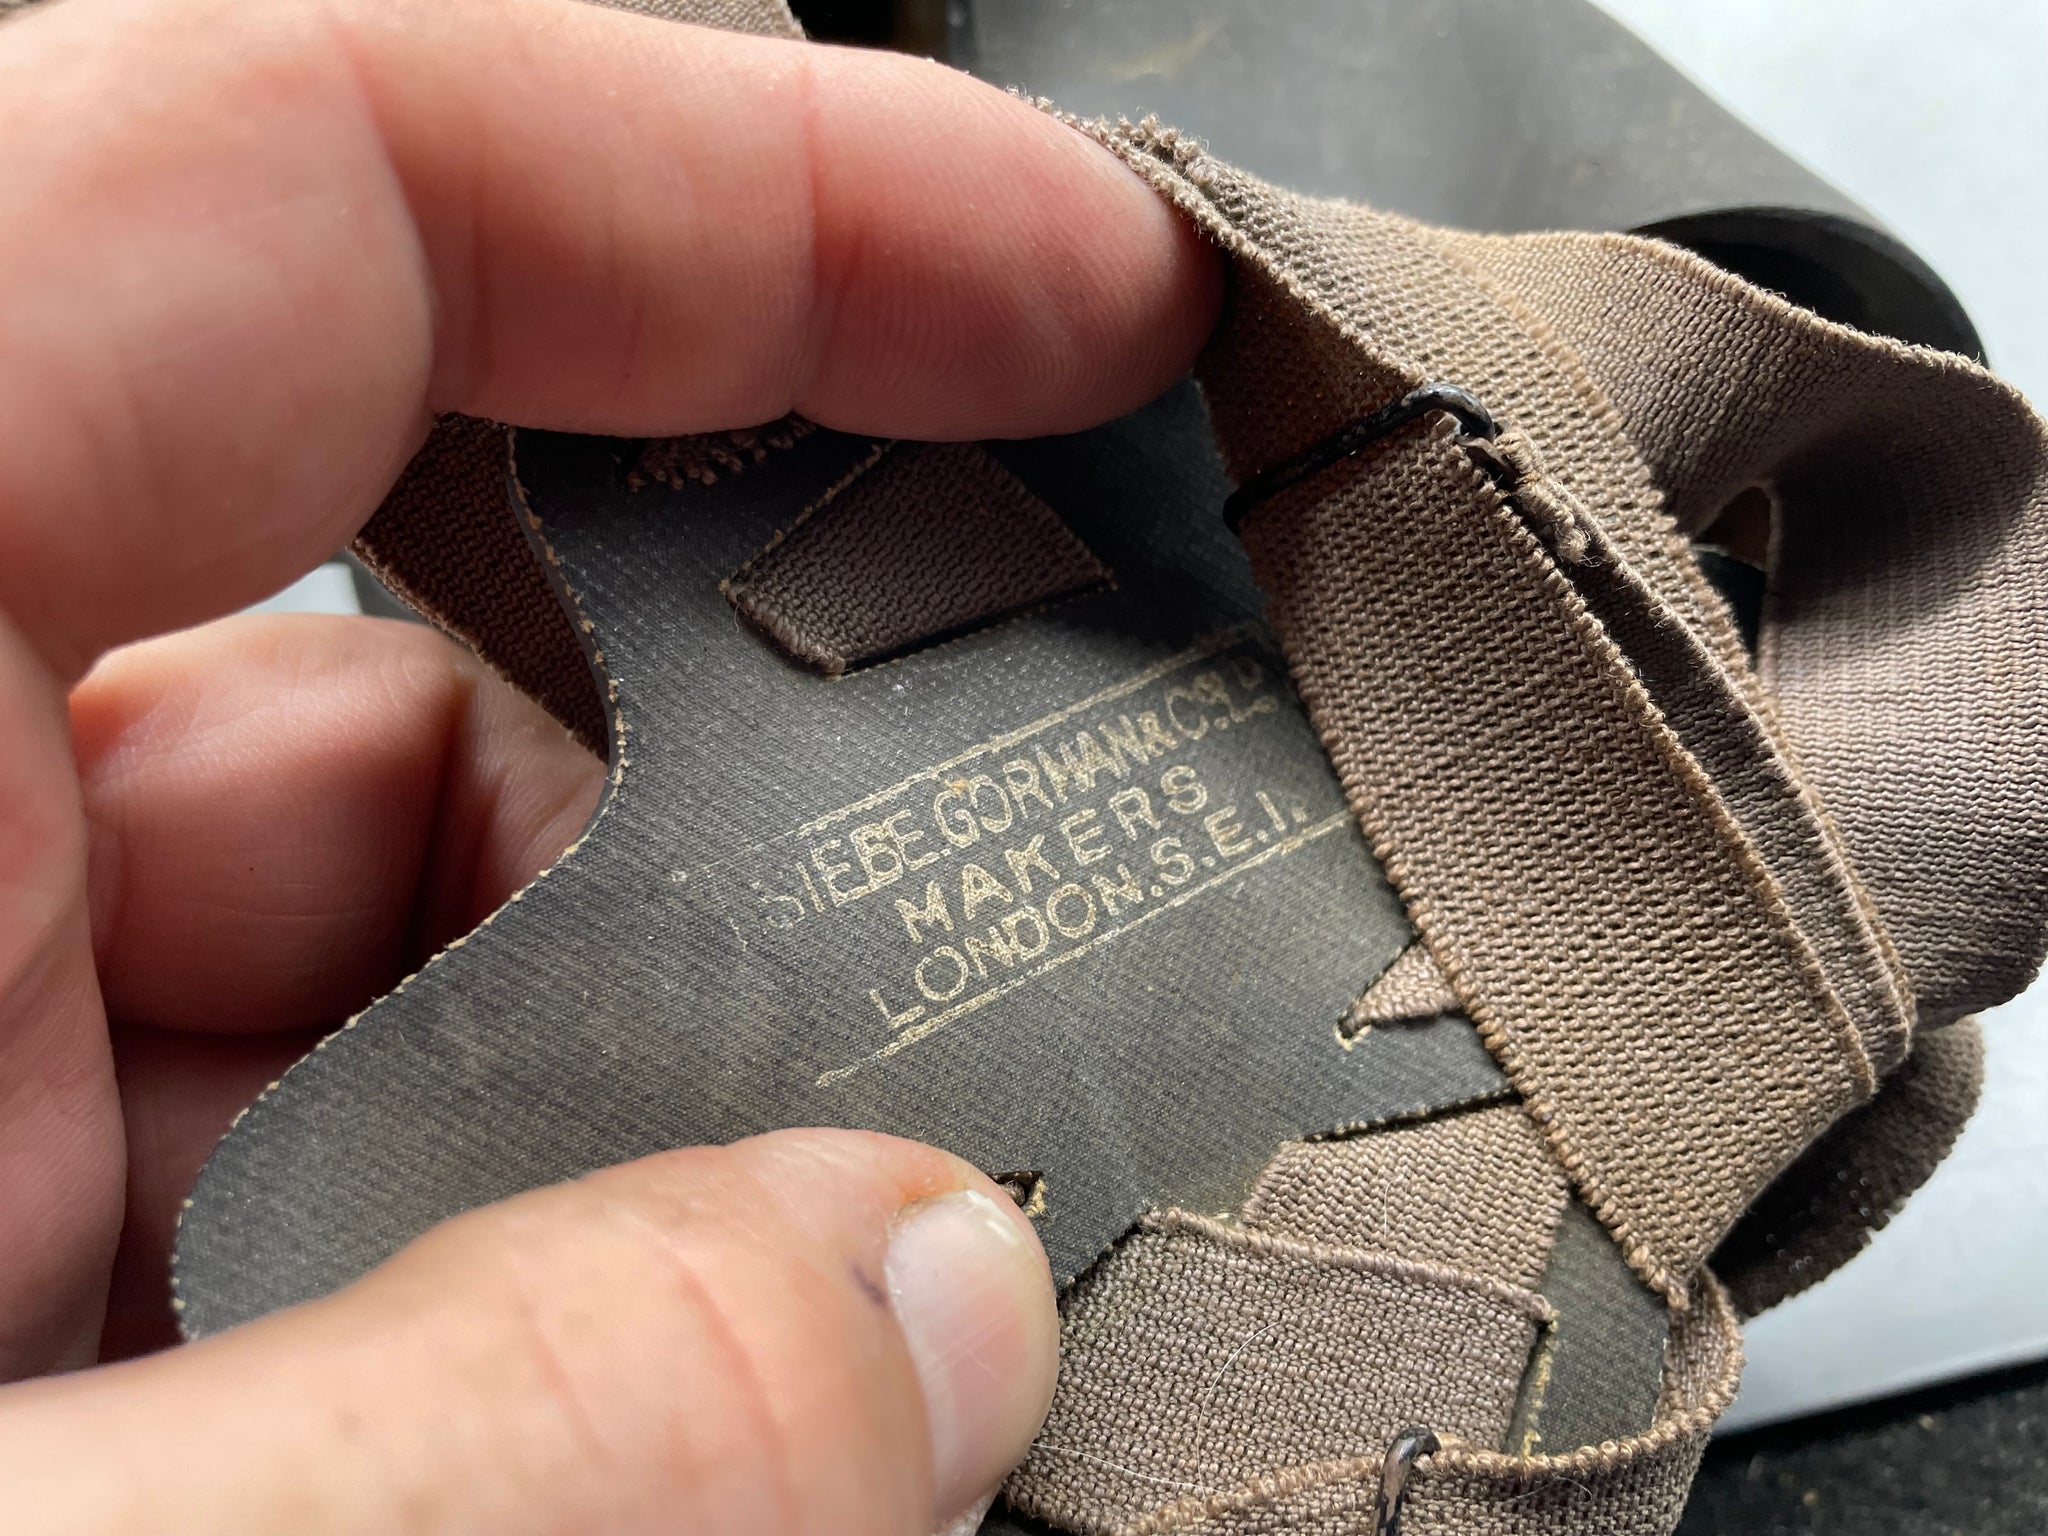 SIEBE.GORMAN & Co. Ld.
MAKERS
LONDON.S.E.1.